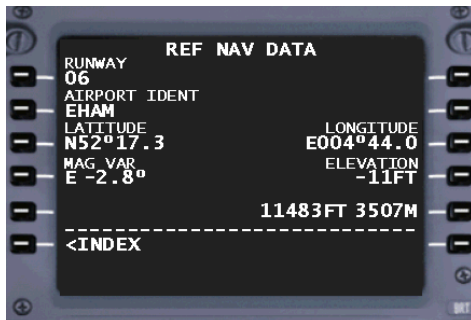 REF NAV DATA
RUNWAY
06
AIRPORT IDENT
EHAM
LATITUDE LONGITUDE
N52º17.3 E004º44.0
MAG VAR ELEVATION
E -2.8º -11FT
11483FT 3507M
------------------------------
<INDEX
BRT